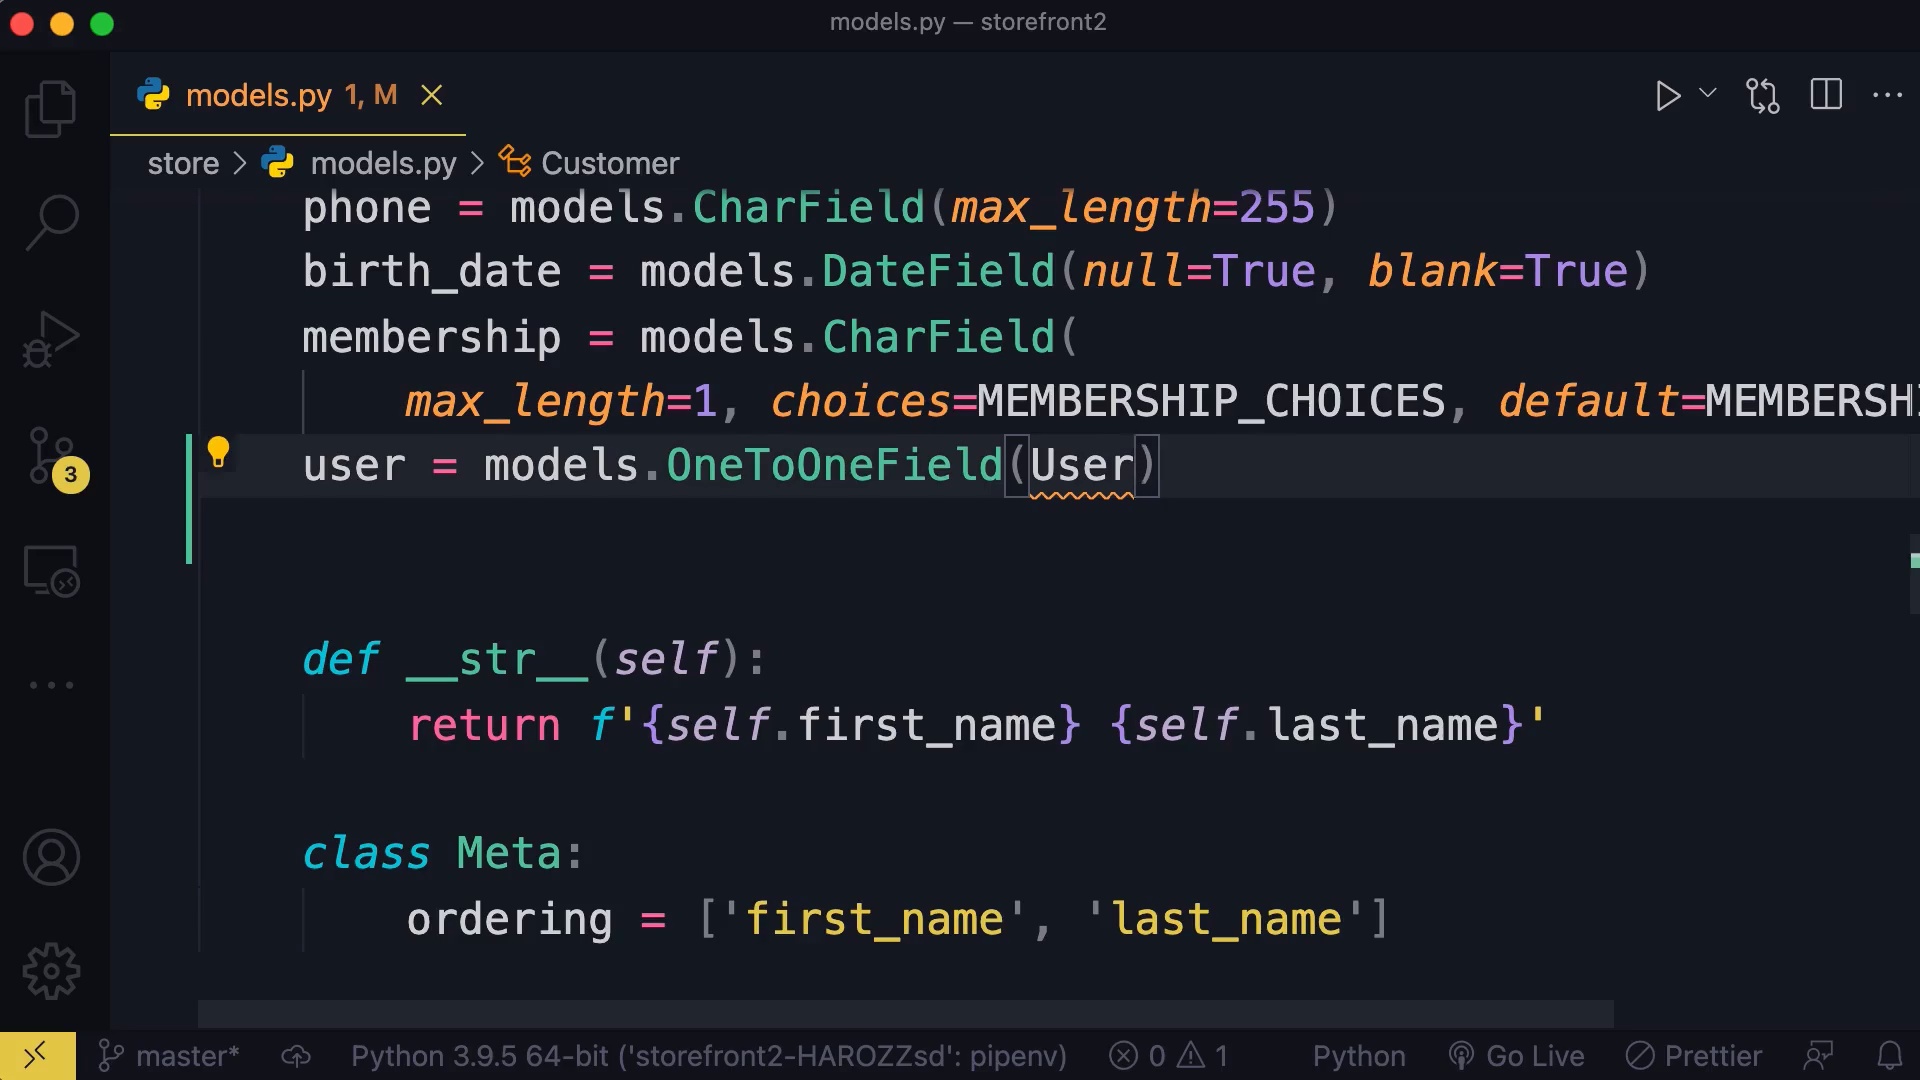 models.py — storefront2
models.py 1, M
store > models.py > Customer
phone = models.CharField(max_length=255)
birth_date = models.DateField(null=True, blank=True)
membership = models.CharField(
max_length=1, choices=MEMBERSHIP_CHOICES, default=MEMBERSHI
user = models.OneToOneField(User)
3
def __str__(self):
return f'{self.first_name} {self.last_name}'
class Meta:
ordering = ['first_name', 'last_name']
master* Python 3.9.5 64-bit ('storefront2-HAROZZsd': pipenv) 0 1 Python Go Live Prettier